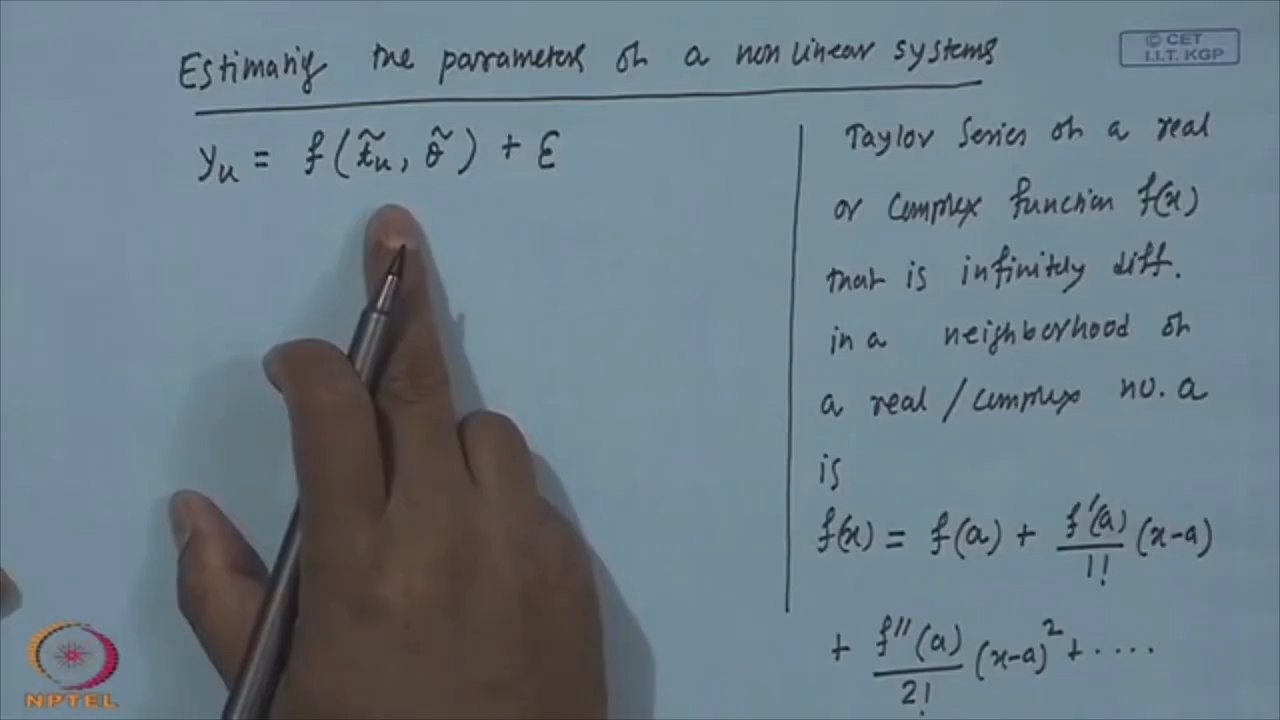 Estimating the parameters of a non linear systems
© CET
I.I.T. KGP
y_u = f(t̃_u, θ̃) + ε
Taylor Series of a real
or complex function f(x)
that is infinitely diff.
in a neighborhood of
a real / complex no. a
is
f(x) = f(a) + f'(a)/1! (x-a)
+ f''(a)/2! (x-a)² + ....
NPTEL